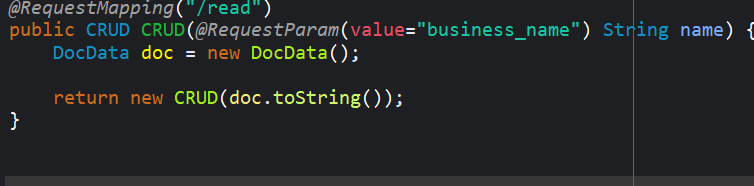 @RequestMapping("/read")
public CRUD CRUD(@RequestParam(value="business_name") String name) {
    DocData doc = new DocData();
    return new CRUD(doc.toString());
}